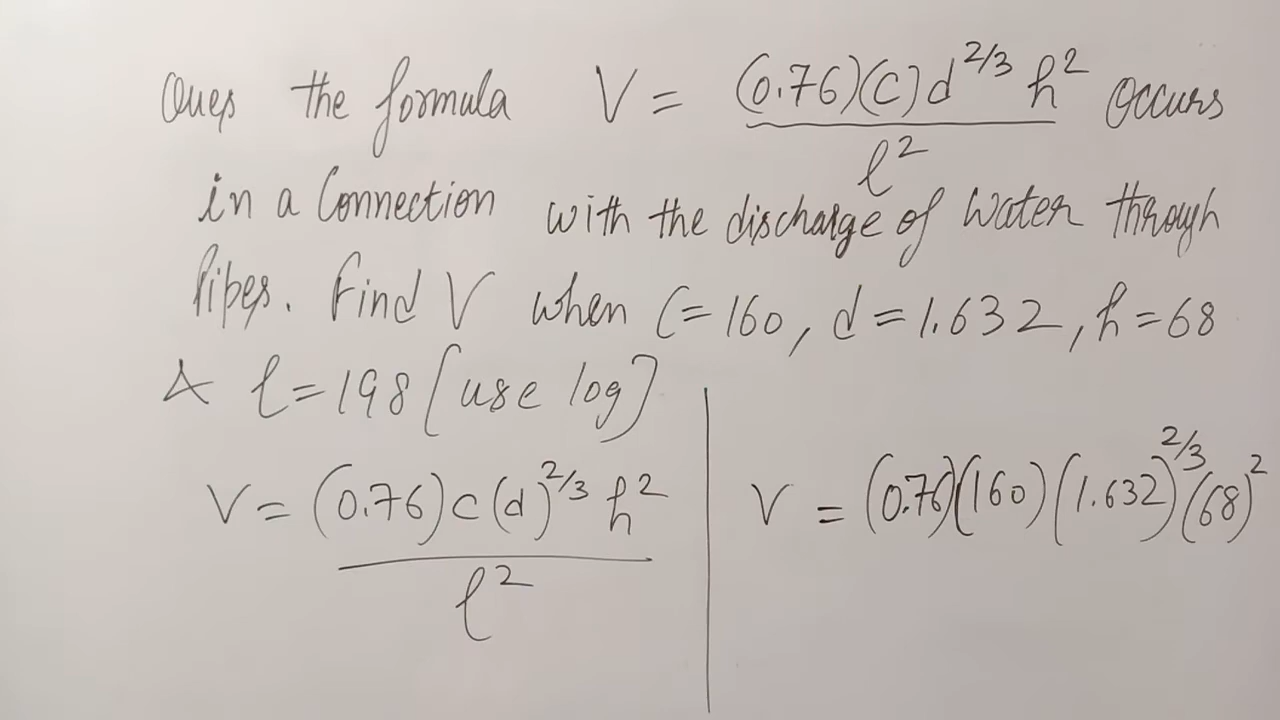 Ques the formula V = (0.76)(C)d^{2/3} h^2 / l^2 occurs
in a Connection with the discharge of Water through
Pipes. Find V when C=160, d=1.632, h=68
& l=198 [use log]
V = (0.76) c (d)^{2/3} h^2 / l^2
V = (0.76)(160)(1.632)^{2/3}(68)^2